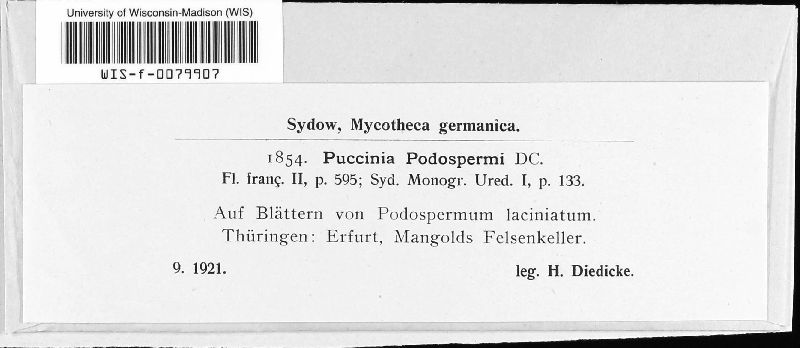 University of Wisconsin-Madison (WIS)
WIS-f-0079907
Sydow, Mycotheca germanica.
1854. Puccinia Podospermi DC.
Fl. franç. II, p. 595; Syd. Monogr. Ured. I, p. 133.
Auf Blättern von Podospermum laciniatum.
Thüringen: Erfurt, Mangolds Felsenkeller.
9. 1921. leg. H. Diedicke.